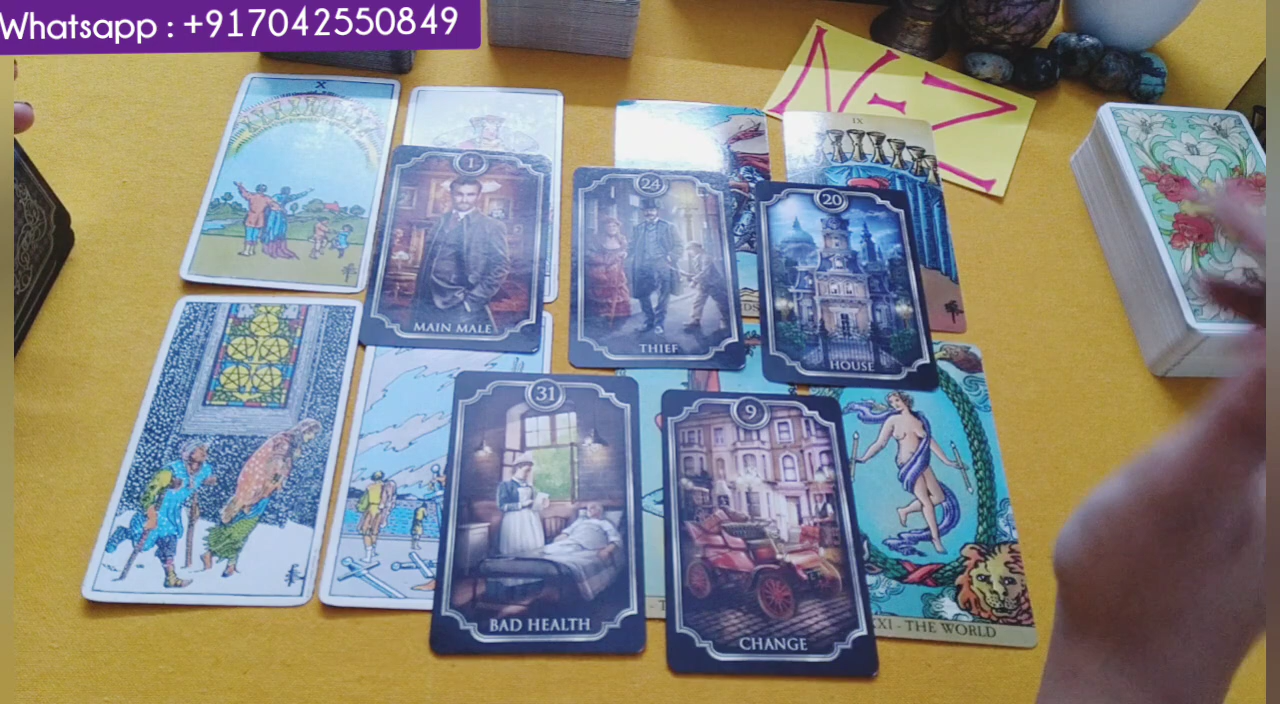 Whatsapp : +917042550849
N-Z
X
IX
1
MAIN MALE
24
THIEF
20
HOUSE
31
BAD HEALTH
9
CHANGE
XXI - THE WORLD